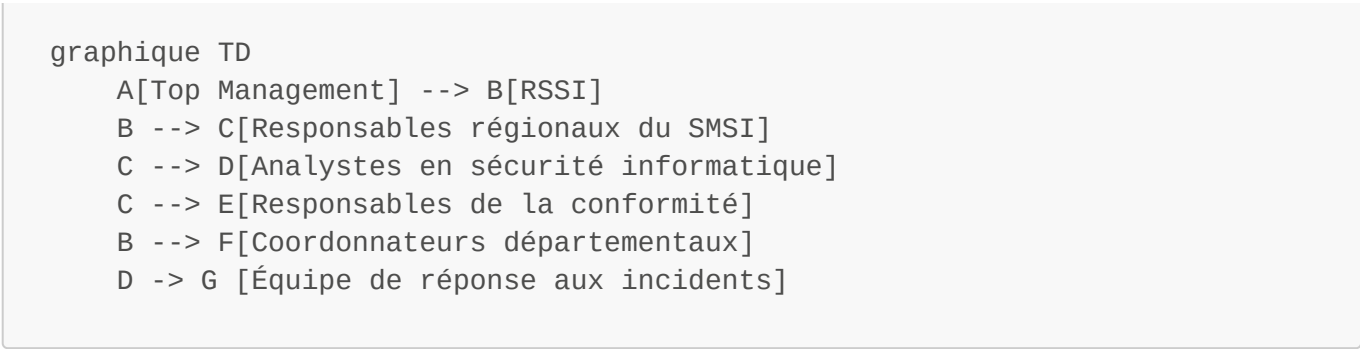 graphique TD
A[Top Management] --> B[RSSI]
B --> C[Responsables régionaux du SMSI]
C --> D[Analystes en sécurité informatique]
C --> E[Responsables de la conformité]
B --> F[Coordonnateurs départementaux]
D -> G [Équipe de réponse aux incidents]